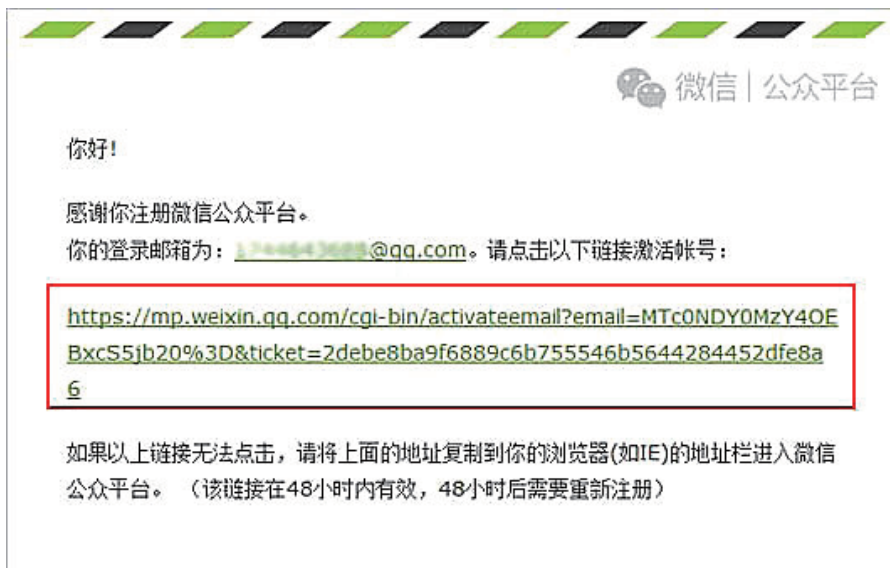 微信 | 公众平台
你好!
感谢你注册微信公众平台。
你的登录邮箱为: @qq.com。请点击以下链接激活帐号:
https://mp.weixin.qq.com/cgi-bin/activateemail?email=MTc0NDY0MzY4OE
BxcS5jb20%3D&ticket=2debe8ba9f6889c6b755546b5644284452dfe8a
6
如果以上链接无法点击，请将上面的地址复制到你的浏览器(如IE)的地址栏进入微信
公众平台。 （该链接在48小时内有效，48小时后需要重新注册）